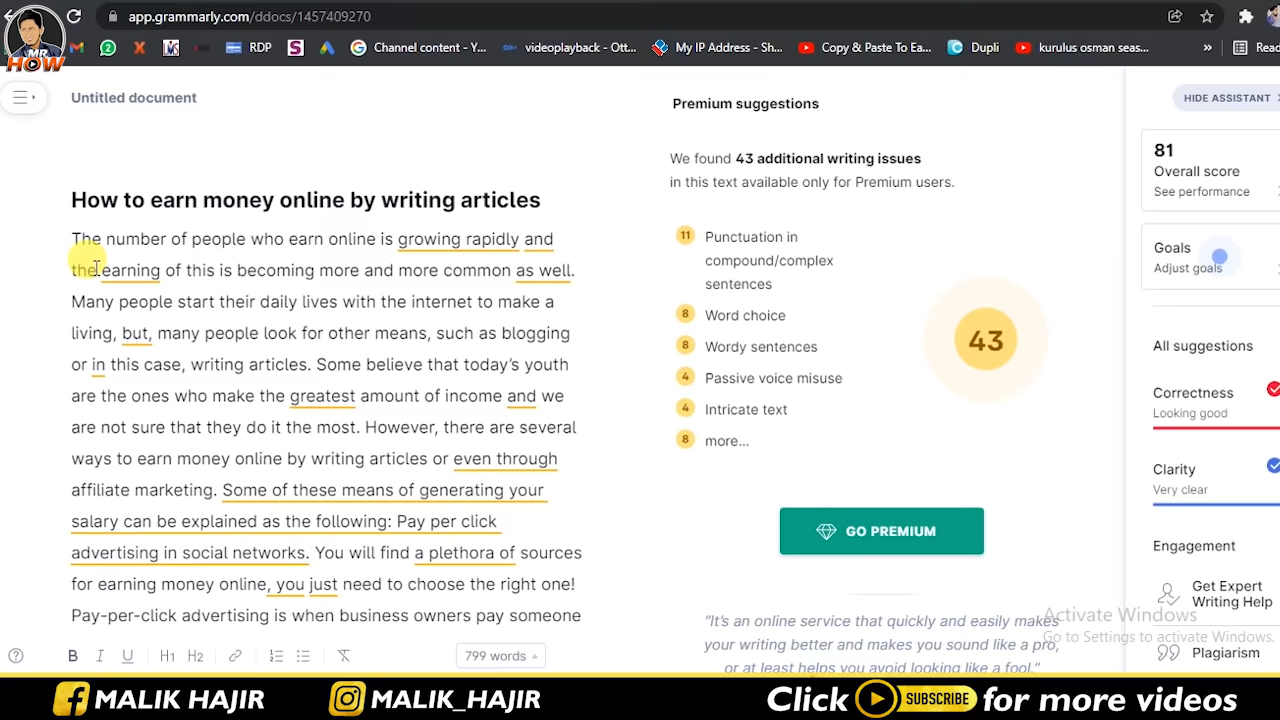 app.grammarly.com/ddocs/1457409270
MR
HOW
RDP
Channel content - Y...
videoplayback - Ott...
My IP Address - Sh...
Copy & Paste To Ea...
Dupli
kurulus osman seas...
»
Untitled document
How to earn money online by writing articles
The number of people who earn online is growing rapidly and
the earning of this is becoming more and more common as well.
Many people start their daily lives with the internet to make a
living, but, many people look for other means, such as blogging
or in this case, writing articles. Some believe that today's youth
are the ones who make the greatest amount of income and we
are not sure that they do it the most. However, there are several
ways to earn money online by writing articles or even through
affiliate marketing. Some of these means of generating your
salary can be explained as the following: Pay per click
advertising in social networks. You will find a plethora of sources
for earning money online, you just need to choose the right one!
Pay-per-click advertising is when business owners pay someone
B I U H1 H2
799 words
Premium suggestions
We found 43 additional writing issues
in this text available only for Premium users.
11 Punctuation in
compound/complex
sentences
8 Word choice
8 Wordy sentences
4 Passive voice misuse
4 Intricate text
8 more...
43
GO PREMIUM
"It's an online service that quickly and easily makes
your writing better and makes you sound like a pro,
or at least helps you avoid looking like a fool."
HIDE ASSISTANT
81
Overall score
See performance
Goals
Adjust goals
All suggestions
Correctness
Looking good
Clarity
Very clear
Engagement
Get Expert
Writing Help
Plagiarism
Activate Windows
Go to Settings to activate Windows.
MALIK HAJIR
MALIK_HAJIR
Click SUBSCRIBE for more videos